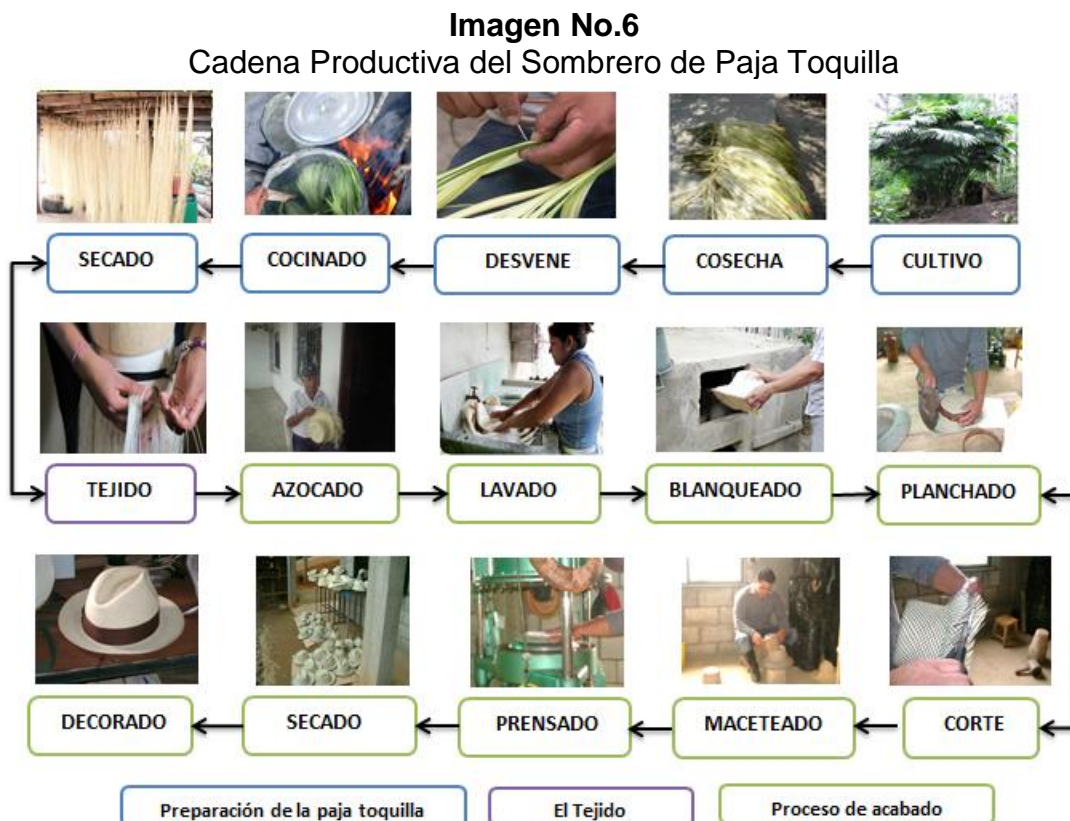 Imagen No.6
Cadena Productiva del Sombrero de Paja Toquilla
SECADO COCINADO DESVENE COSECHA CULTIVO
TEJIDO AZOCADO LAVADO BLANQUEADO PLANCHADO
DECORADO SECADO PRENSADO MACETEADO CORTE
Preparación de la paja toquilla El Tejido Proceso de acabado